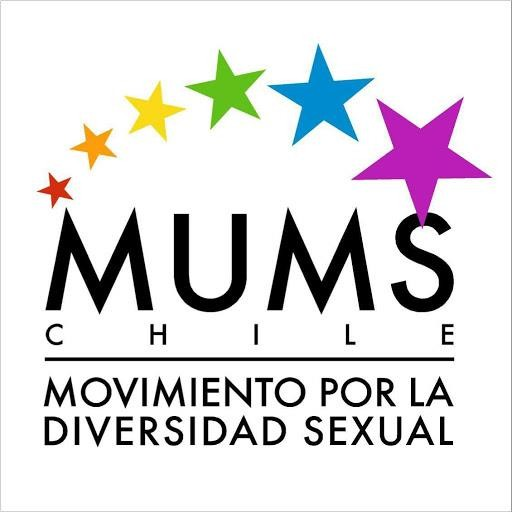 MUMS
CHILE
MOVIMIENTO POR LA
DIVERSIDAD SEXUAL